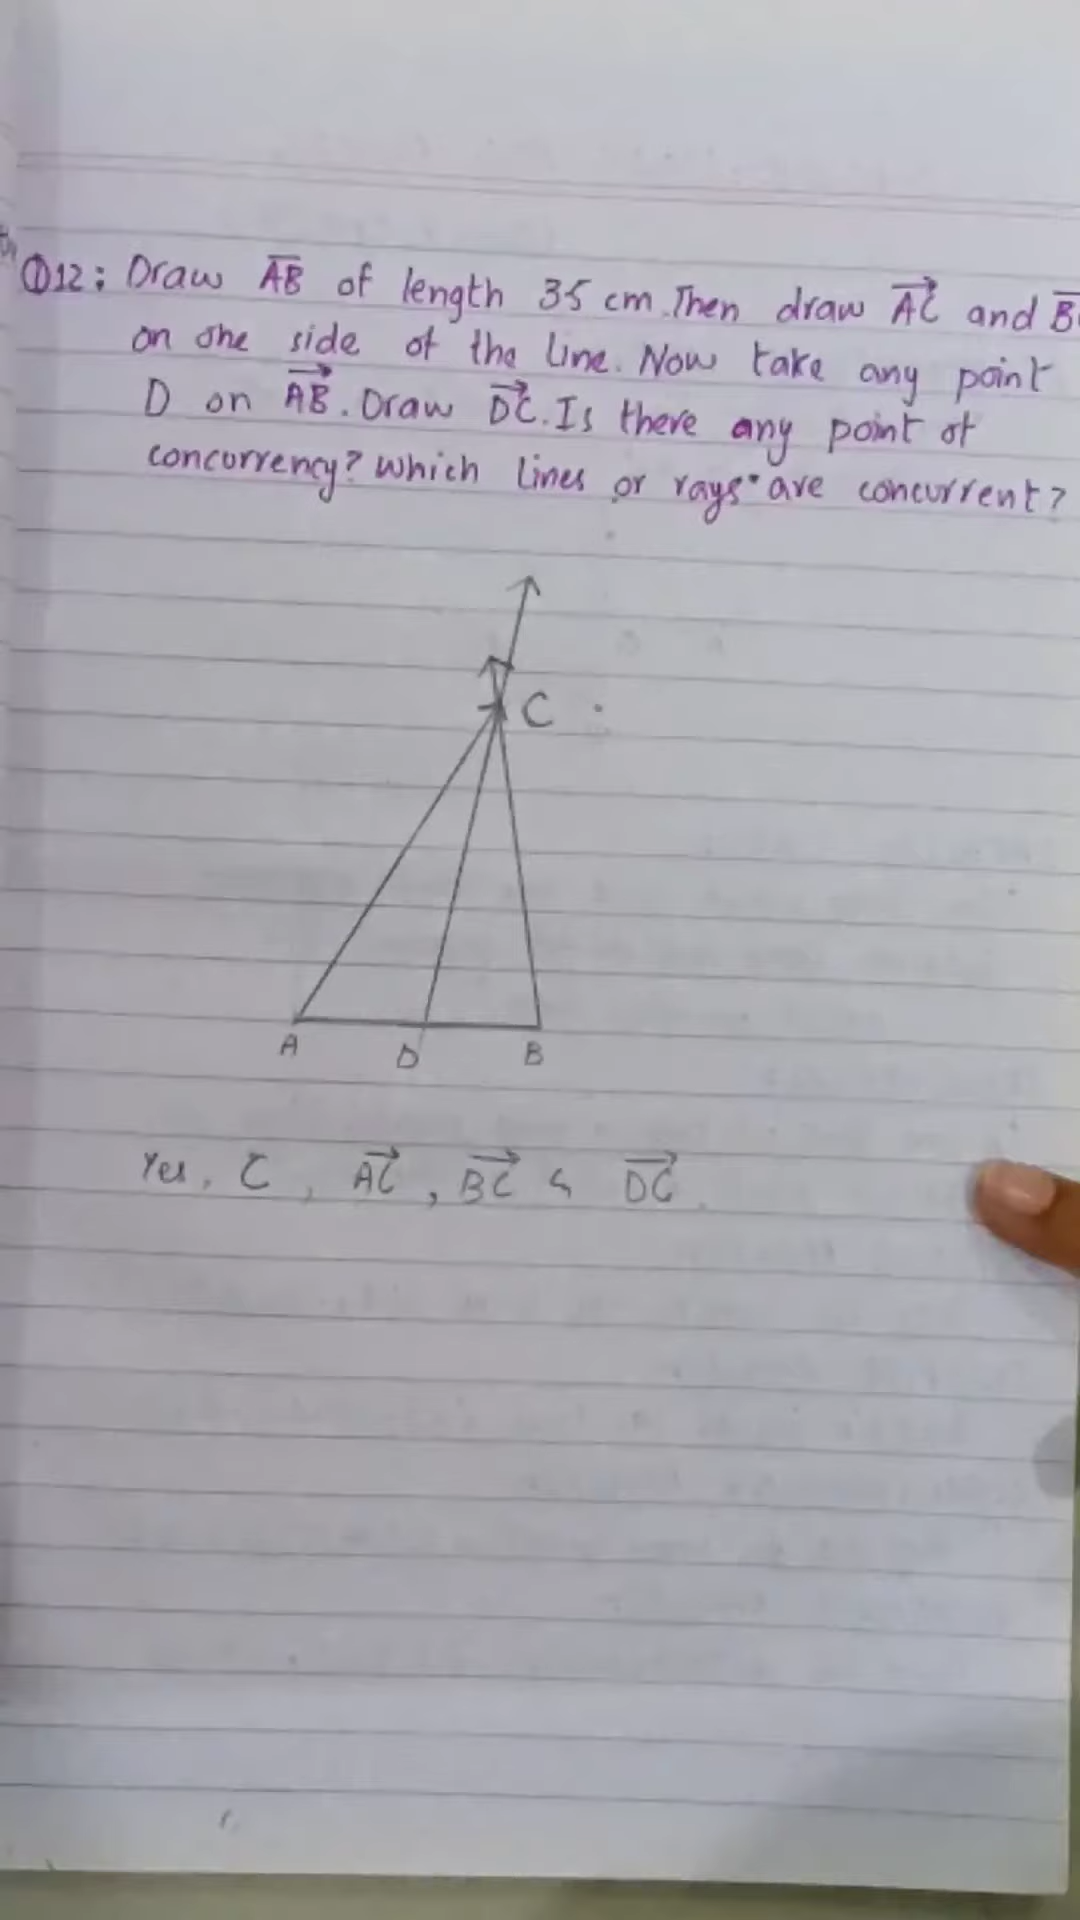 Q12: Draw AB of length 35 cm. Then draw AC and B
on one side of the line. Now take any point
D on AB. Draw DC. Is there any point of
concurrency? Which lines or rays are concurrent?
C
A D B
Yes, C, AC, BC & DC.